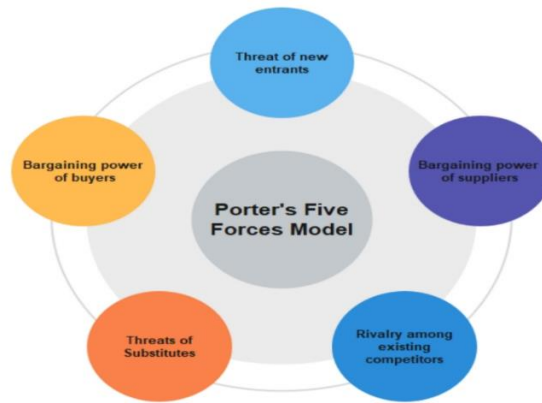 Threat of new
entrants
Bargaining power
of buyers
Bargaining power
of suppliers
Porter's Five
Forces Model
Threats of
Substitutes
Rivalry among
existing
competitors